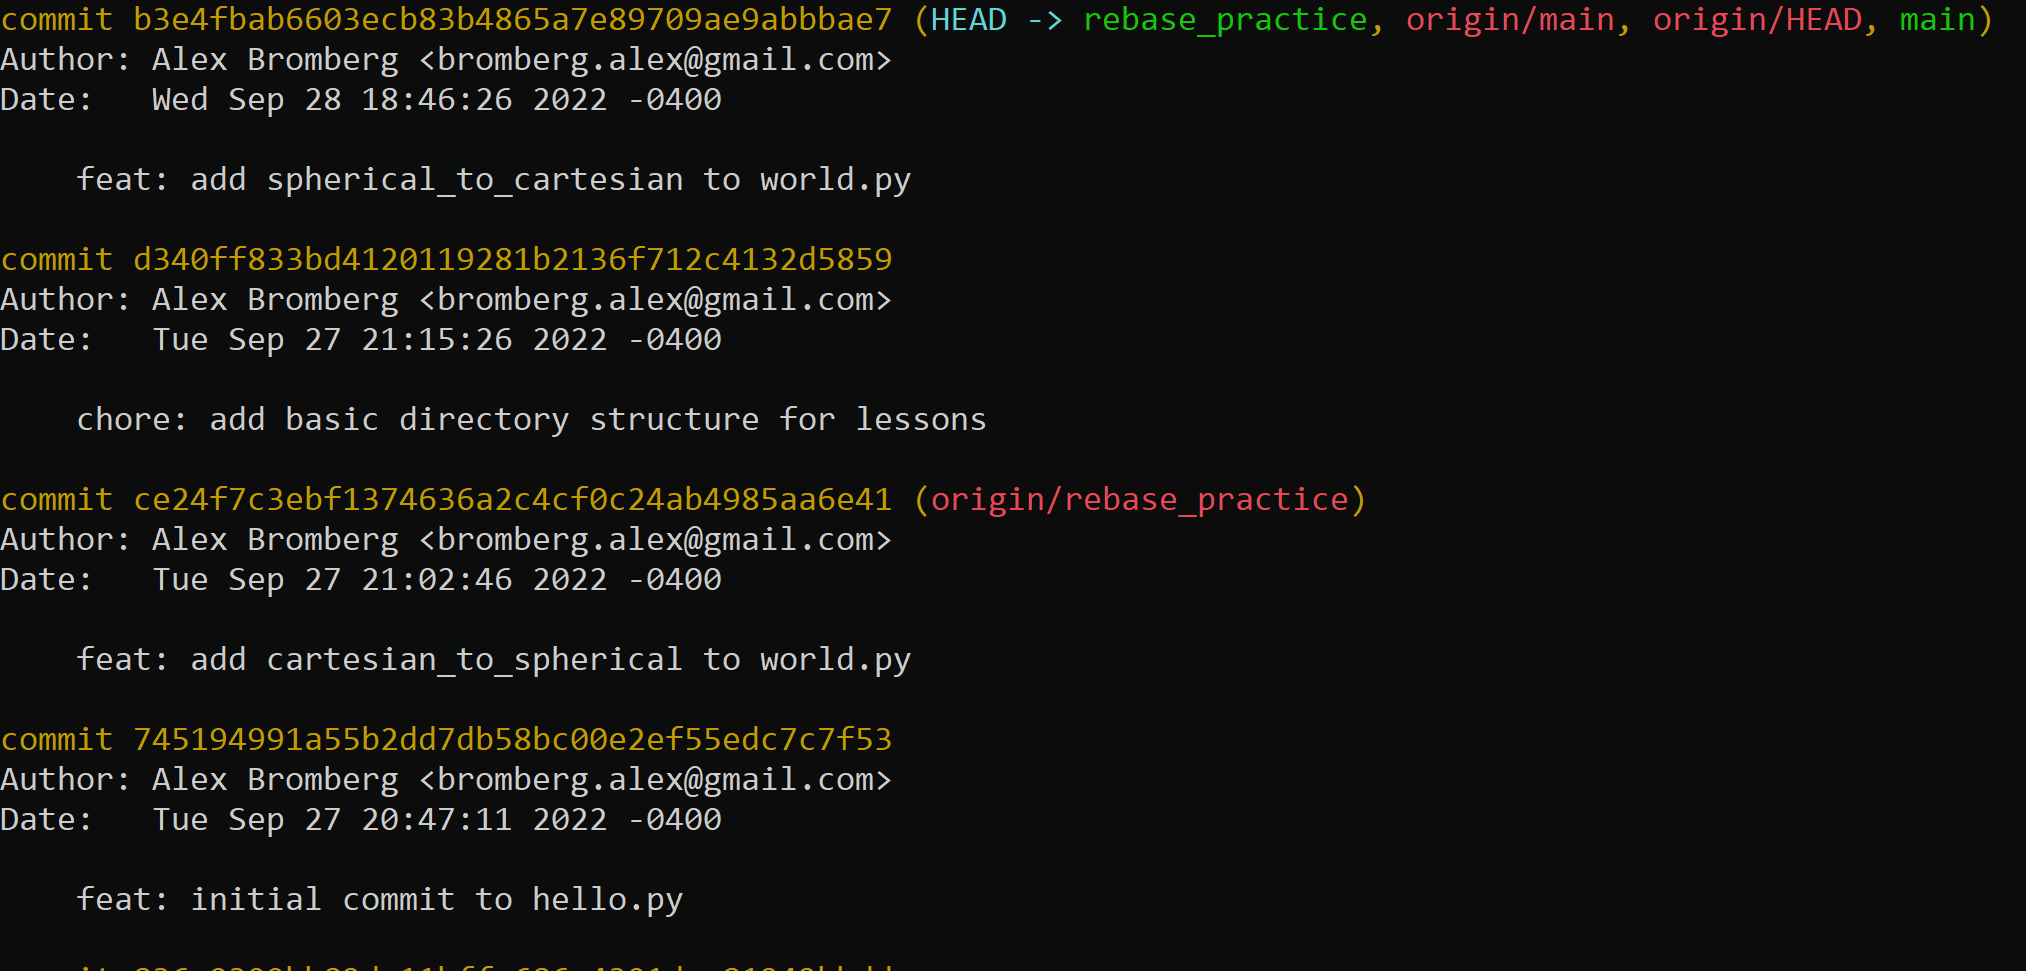 commit b3e4fbab6603ecb83b4865a7e89709ae9abbbae7 (HEAD -> rebase_practice, origin/main, origin/HEAD, main)
Author: Alex Bromberg <bromberg.alex@gmail.com>
Date:   Wed Sep 28 18:46:26 2022 -0400
feat: add spherical_to_cartesian to world.py
commit d340ff833bd4120119281b2136f712c4132d5859
Author: Alex Bromberg <bromberg.alex@gmail.com>
Date:   Tue Sep 27 21:15:26 2022 -0400
chore: add basic directory structure for lessons
commit ce24f7c3ebf1374636a2c4cf0c24ab4985aa6e41 (origin/rebase_practice)
Author: Alex Bromberg <bromberg.alex@gmail.com>
Date:   Tue Sep 27 21:02:46 2022 -0400
feat: add cartesian_to_spherical to world.py
commit 745194991a55b2dd7db58bc00e2ef55edc7c7f53
Author: Alex Bromberg <bromberg.alex@gmail.com>
Date:   Tue Sep 27 20:47:11 2022 -0400
feat: initial commit to hello.py